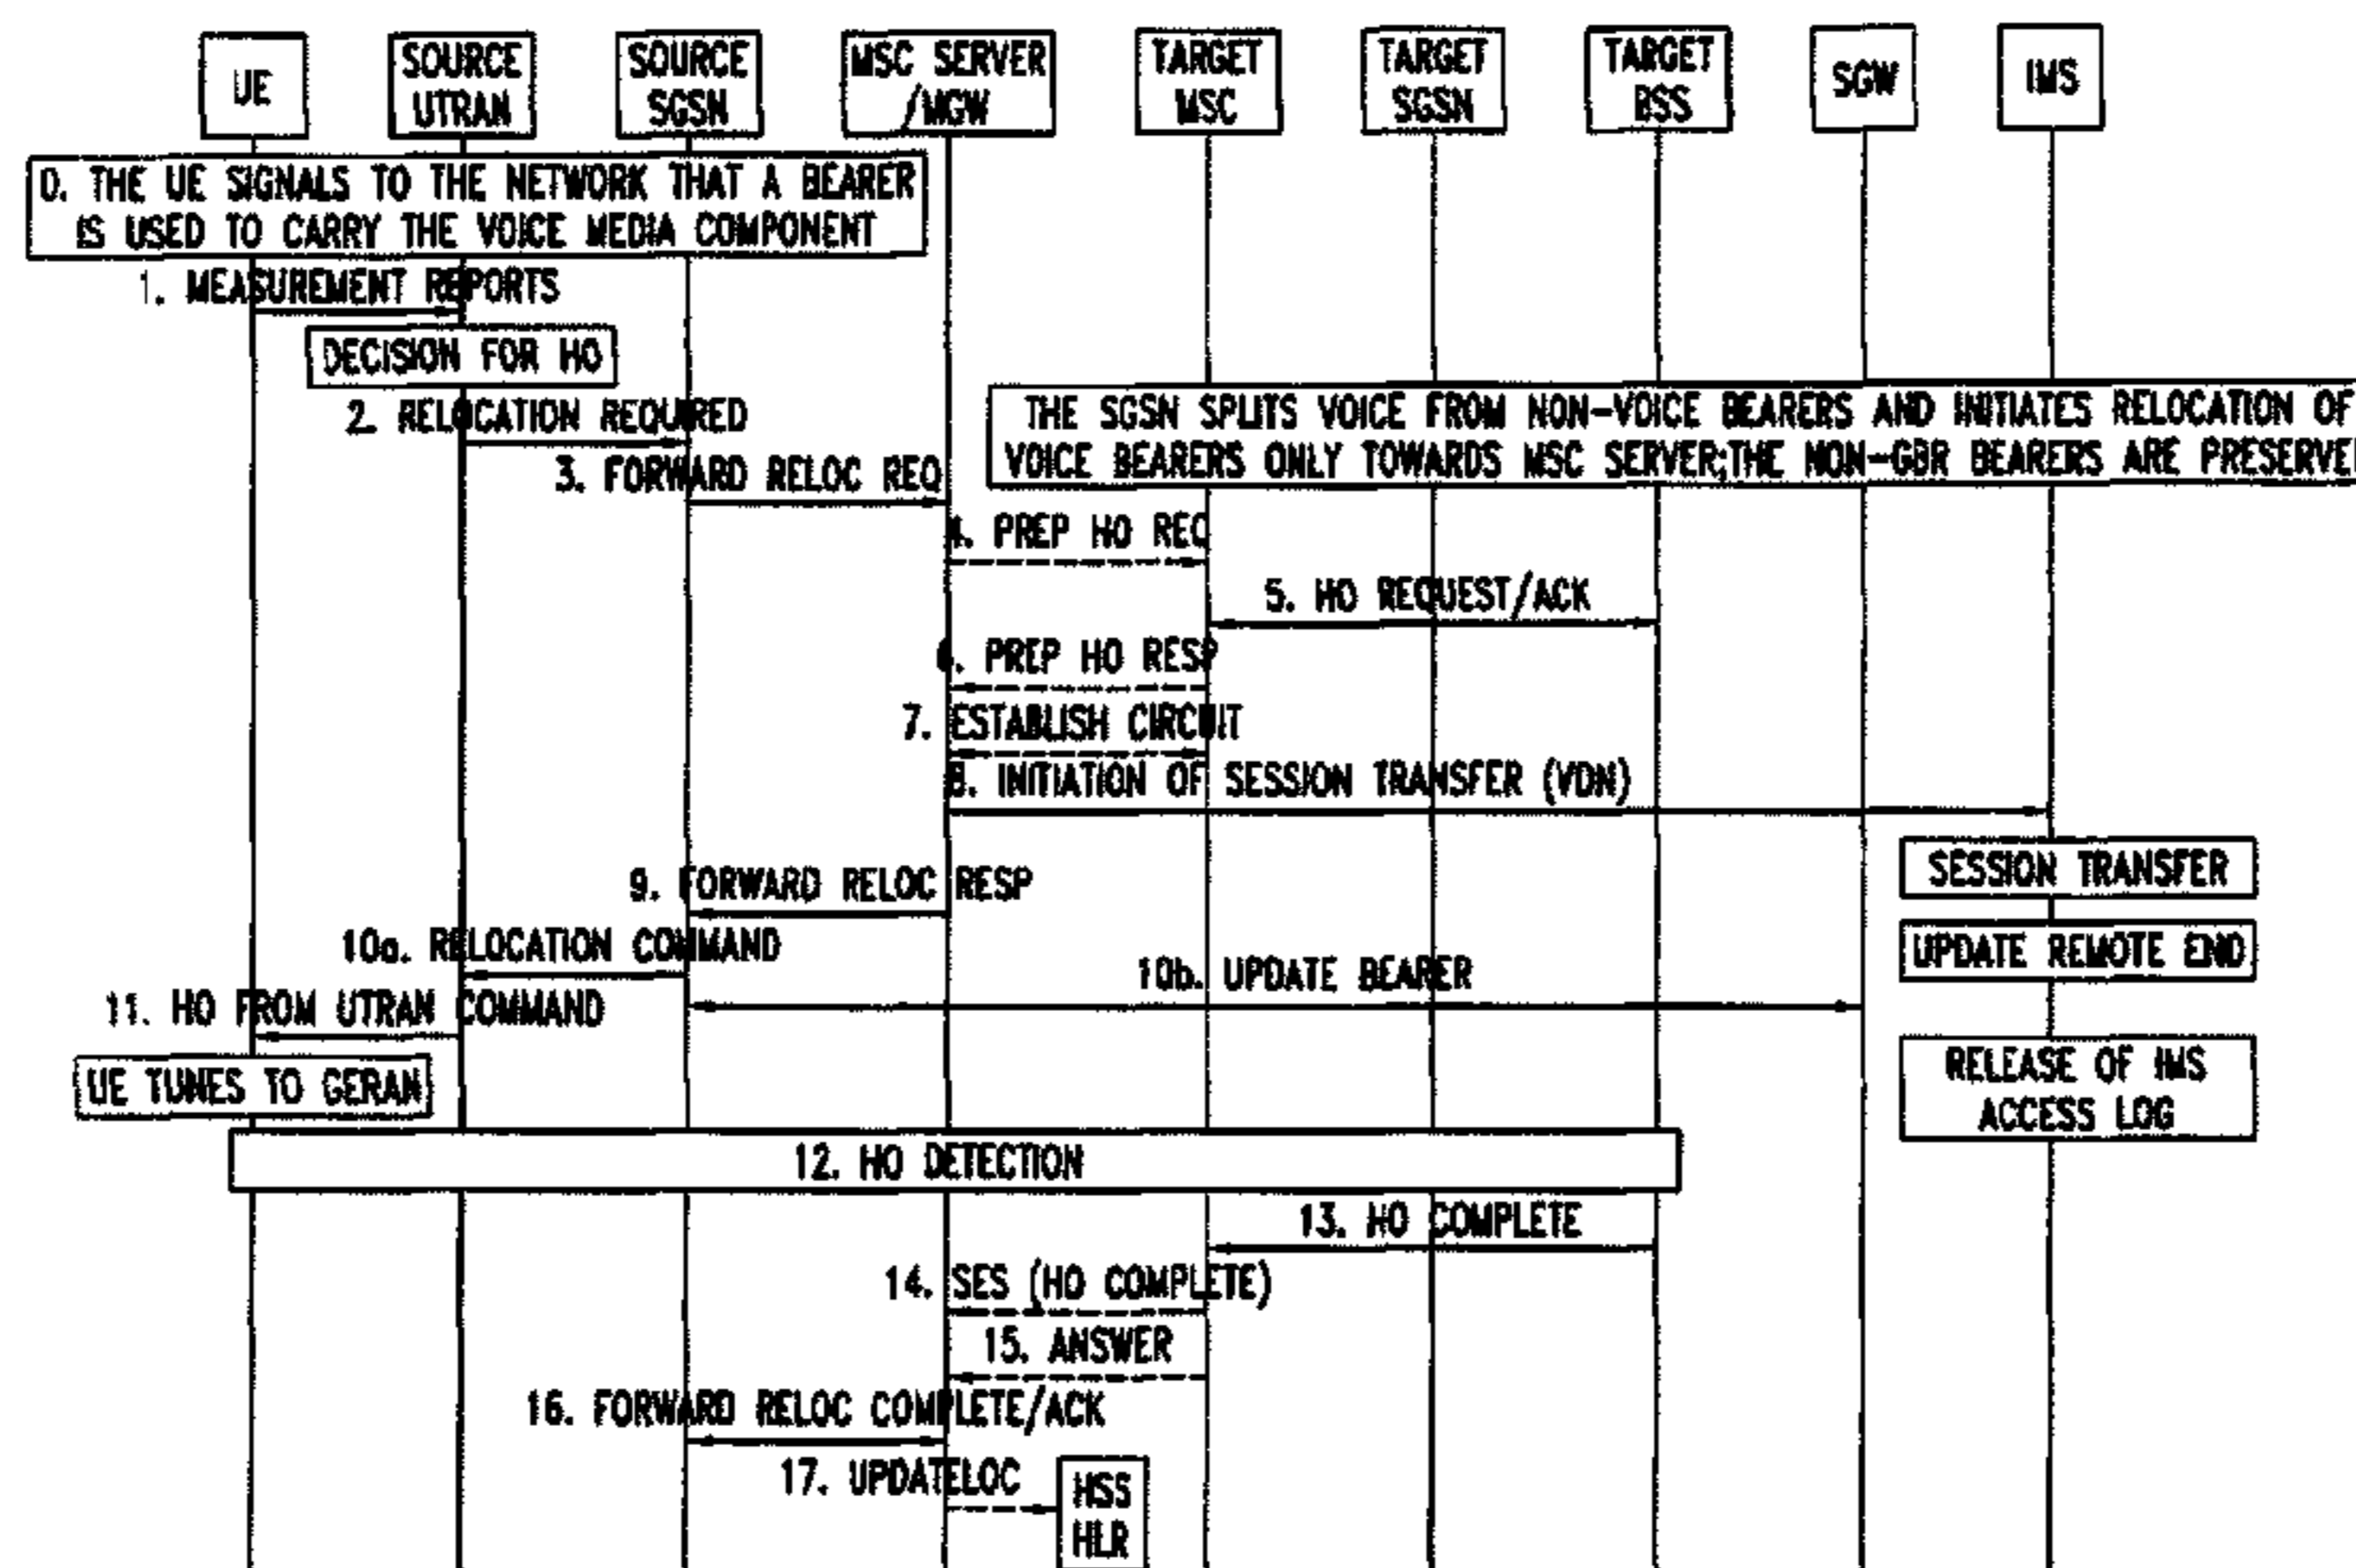 UE
SOURCE
UTRAN
SOURCE
SGSN
MSC SERVER
/MGW
TARGET
MSC
TARGET
SGSN
TARGET
BSS
SGW
IMS
0. THE UE SIGNALS TO THE NETWORK THAT A BEARER
IS USED TO CARRY THE VOICE MEDIA COMPONENT
1. MEASUREMENT REPORTS
DECISION FOR HO
2. RELOCATION REQUIRED
THE SGSN SPLITS VOICE FROM NON-VOICE BEARERS AND INITIATES RELOCATION OF
VOICE BEARERS ONLY TOWARDS MSC SERVER;THE NON-GBR BEARERS ARE PRESERVE
3. FORWARD RELOC REQ
4. PREP HO REQ
5. HO REQUEST/ACK
6. PREP HO RESP
7. ESTABLISH CIRCUIT
8. INITIATION OF SESSION TRANSFER (VDN)
SESSION TRANSFER
9. FORWARD RELOC RESP
UPDATE REMOTE END
10a. RELOCATION COMMAND
10b. UPDATE BEARER
11. HO FROM UTRAN COMMAND
RELEASE OF IMS
ACCESS LOG
UE TUNES TO GERAN
12. HO DETECTION
13. HO COMPLETE
14. SES (HO COMPLETE)
15. ANSWER
16. FORWARD RELOC COMPLETE/ACK
17. UPDATELOC
HSS
HLR